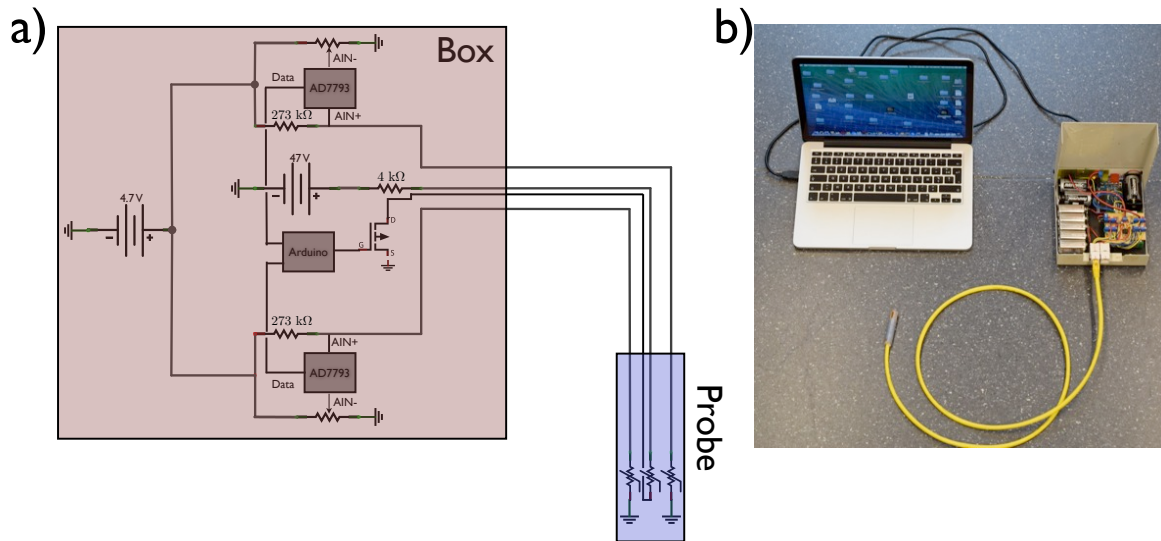 a)
Box
AIN-
Data
AD7793
273 kΩ
AIN+
47V
4 kΩ
4.7V
- +
- +
D
G
S
Arduino
273 kΩ
AIN+
AD7793
Data
AIN-
Probe
b)